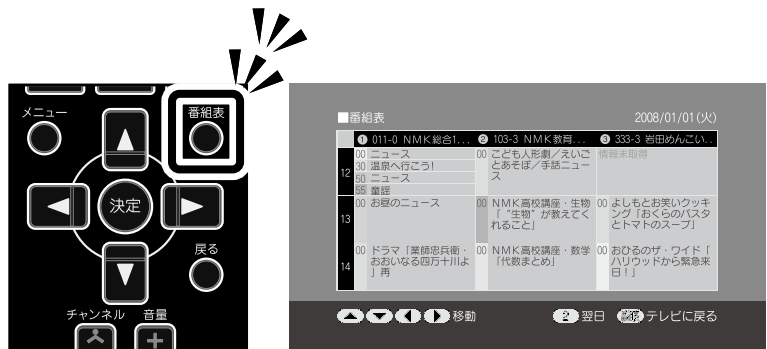 メニュー
番組表
決定
戻る
チャンネル 音量
+
■番組表 2008/01/01(火)
❶ 011-0 NMK総合1... ❷ 103-3 NMK教育... ❸ 333-3 岩田めんこい..
12
00 ニュース
30 温泉へ行こう!
50 ニュース
55 童謡
00 こども人形劇/えいご
とあそぼ/手話ニュー
ス
情報未取得
13
00 お昼のニュース
00 NMK高校講座・生物
「“生物”が教えてく
れること」
00 よしもとお笑いクッキ
ング「おくらのパスタ
とトマトのスープ」
14
00 ドラマ「業師忠兵衛・
おおいなる四万十川よ
」再
00 NMK高校講座・数学
「代数まとめ」
00 おひるのザ・ワイド「
ハリウッドから緊急来
日!」
移動 2 翌日 テレビに戻る